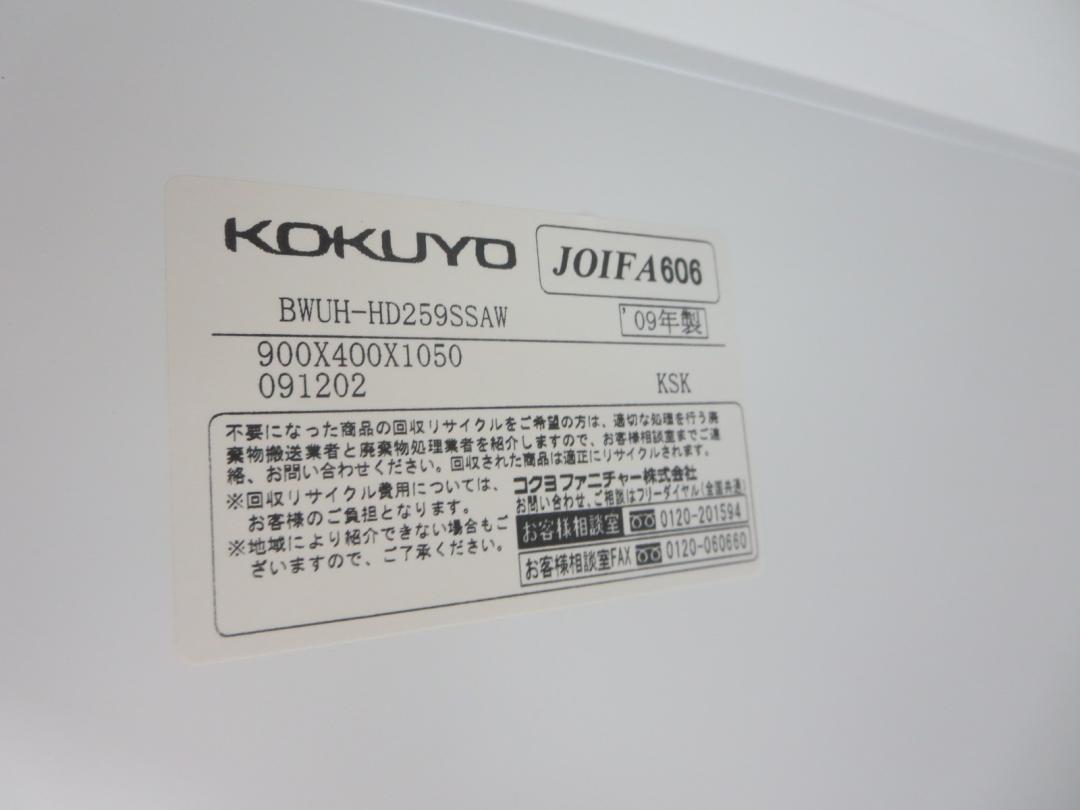 KOKUYO JOIFA606
BWUH-HD259SSAW '09年製
900X400X1050
091202 KSK
不要になった商品の回収リサイクルをご希望の方は、適切な処理を行う廃
棄物搬送業者と廃棄物処理業者を紹介しますので、お客様相談室までご連
絡、お問い合わせください。回収された商品は適正にリサイクルされます。
※回収リサイクル費用については、
お客様のご負担となります。
※地域により紹介できない場合もご
ざいますので、ご了承ください。
コクヨファニチャー株式会社
お問い合わせ、ご相談はフリーダイヤル(全国共通)
お客様相談室 0120-201594
お客様相談室FAX 0120-060660